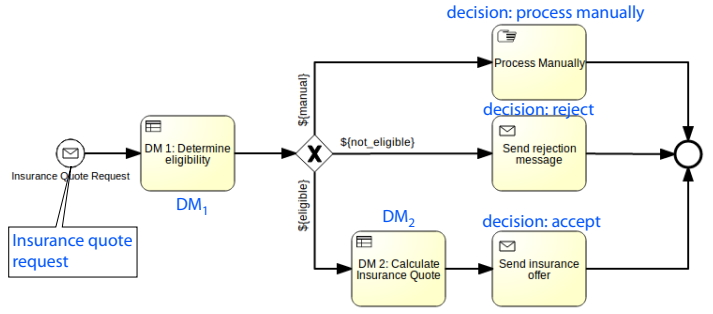 decision: process manually
Process Manually
${manual}
decision: reject
DM 1: Determine
eligibility
${not_eligible}
Send rejection
message
Insurance Quote Request
DM1
${eligible}
Insurance quote
request
DM2
decision: accept
DM 2: Calculate
Insurance Quote
Send insurance
offer